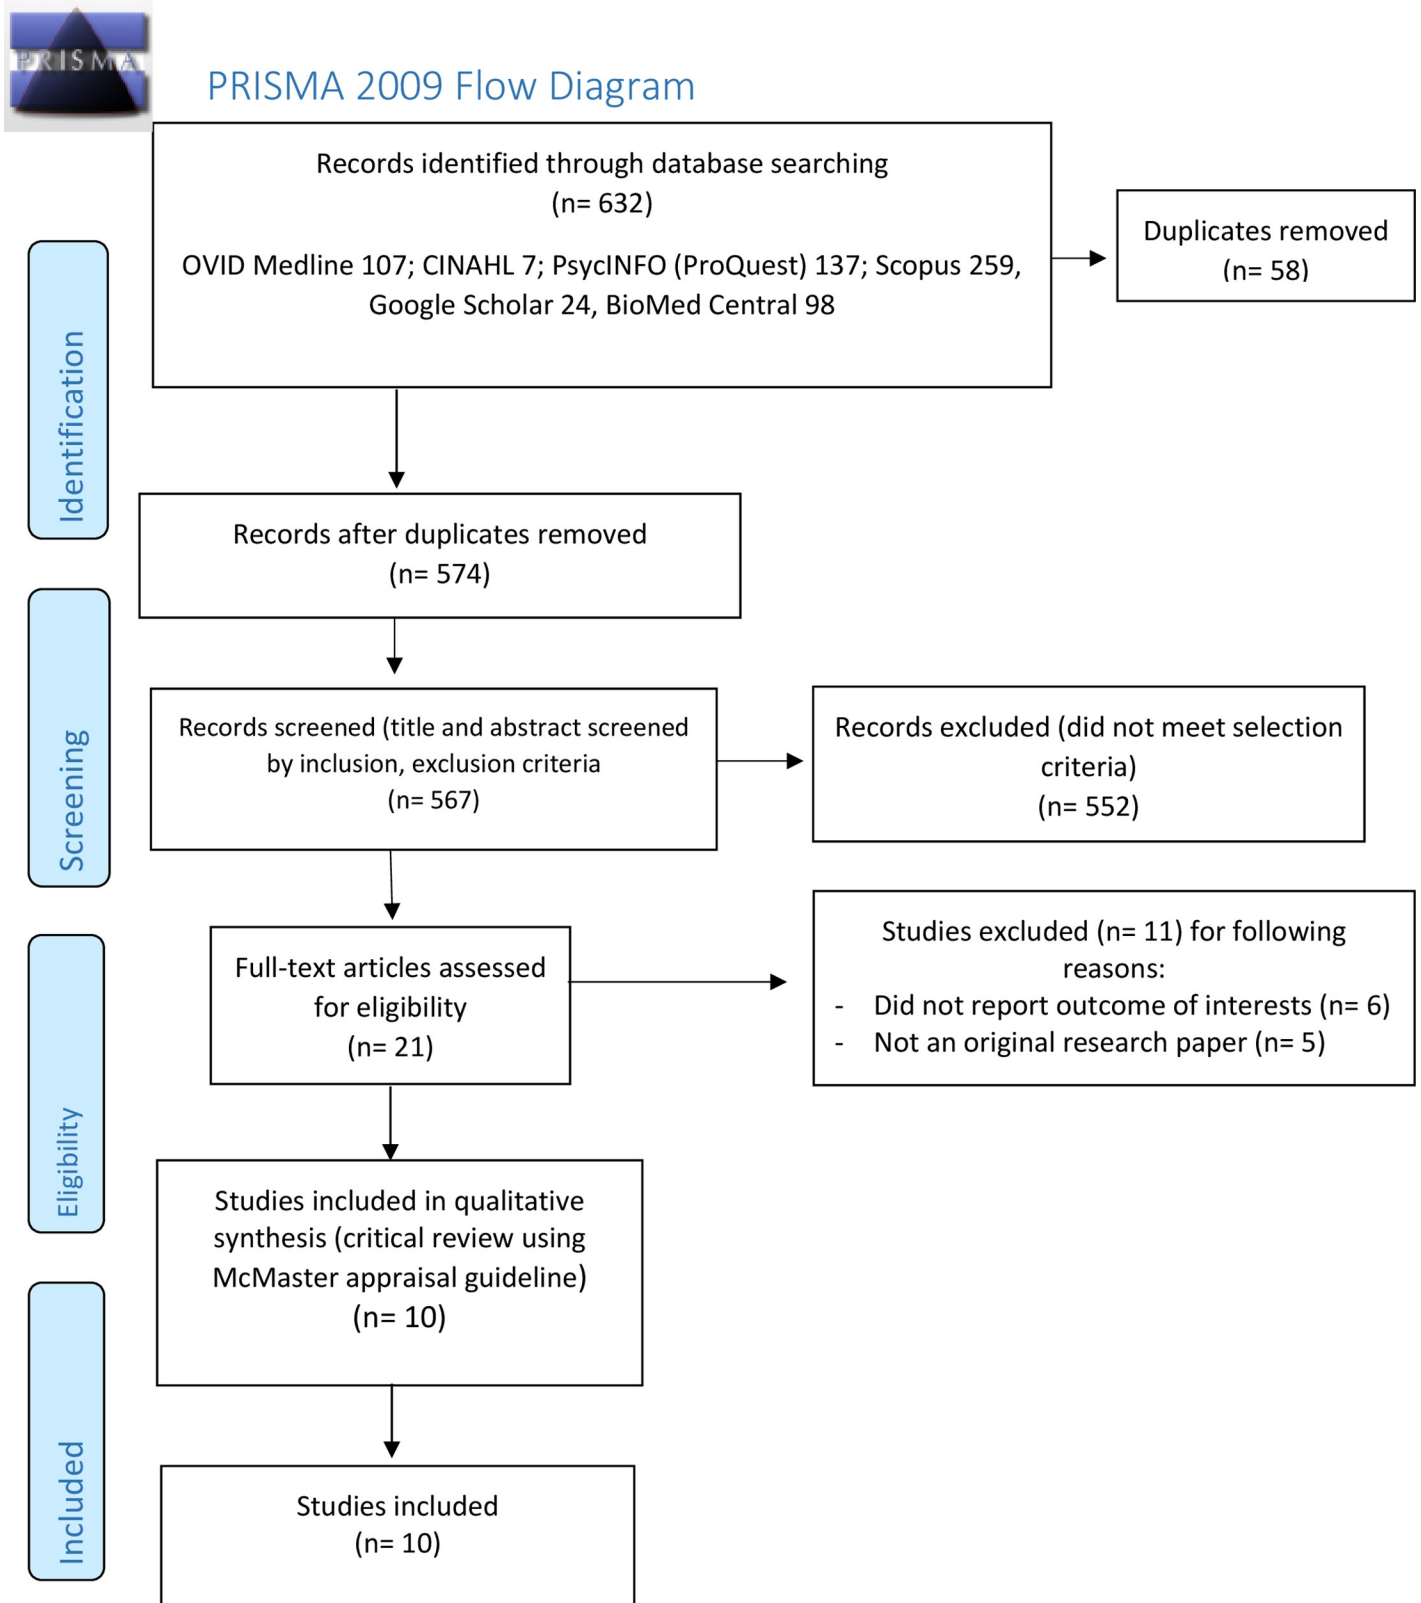 PRISMA
PRISMA 2009 Flow Diagram
Records identified through database searching
(n= 632)
OVID Medline 107; CINAHL 7; PsycINFO (ProQuest) 137; Scopus 259,
Google Scholar 24, BioMed Central 98
Duplicates removed
(n= 58)
Identification
Records after duplicates removed
(n= 574)
Screening
Records screened (title and abstract screened
by inclusion, exclusion criteria
(n= 567)
Records excluded (did not meet selection
criteria)
(n= 552)
Eligibility
Full-text articles assessed
for eligibility
(n= 21)
Studies excluded (n= 11) for following
reasons:
- Did not report outcome of interests (n= 6)
- Not an original research paper (n= 5)
Studies included in qualitative
synthesis (critical review using
McMaster appraisal guideline)
(n= 10)
Included
Studies included
(n= 10)